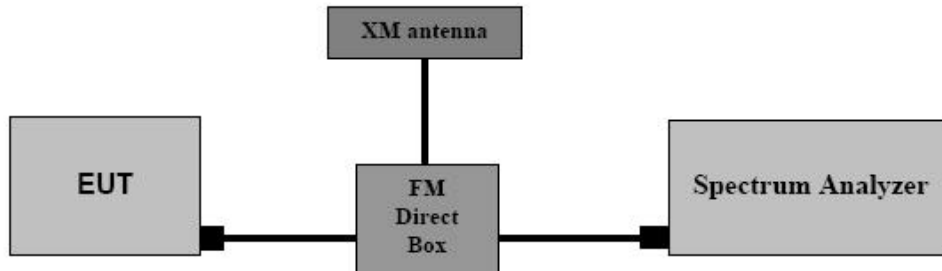 XM antenna
EUT
FM
Direct
Box
Spectrum Analyzer